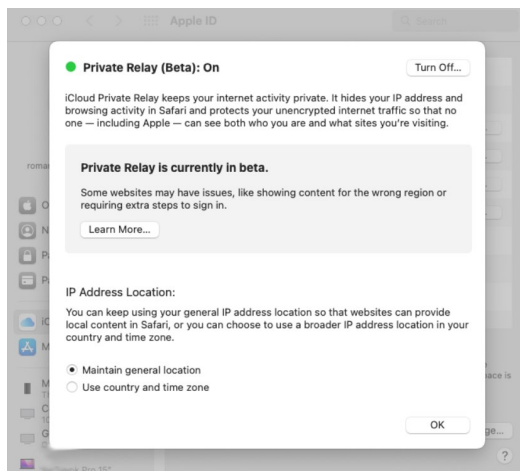 Apple ID
Search
Private Relay (Beta): On
Turn Off...
iCloud Private Relay keeps your internet activity private. It hides your IP address and
browsing activity in Safari and protects your unencrypted internet traffic so that no
one — including Apple — can see both who you are and what sites you're visiting.
Private Relay is currently in beta.
Some websites may have issues, like showing content for the wrong region or
requiring extra steps to sign in.
Learn More...
IP Address Location:
You can keep using your general IP address location so that websites can provide
local content in Safari, or you can choose to use a broader IP address location in your
country and time zone.
Maintain general location
Use country and time zone
OK
?